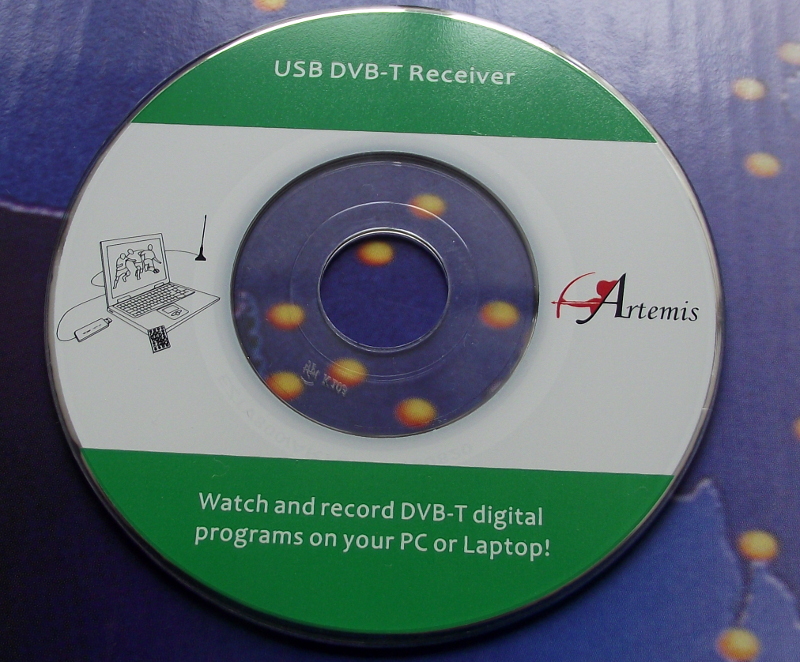 USB DVB-T Receiver
Artemis
Watch and record DVB-T digital
programs on your PC or Laptop!